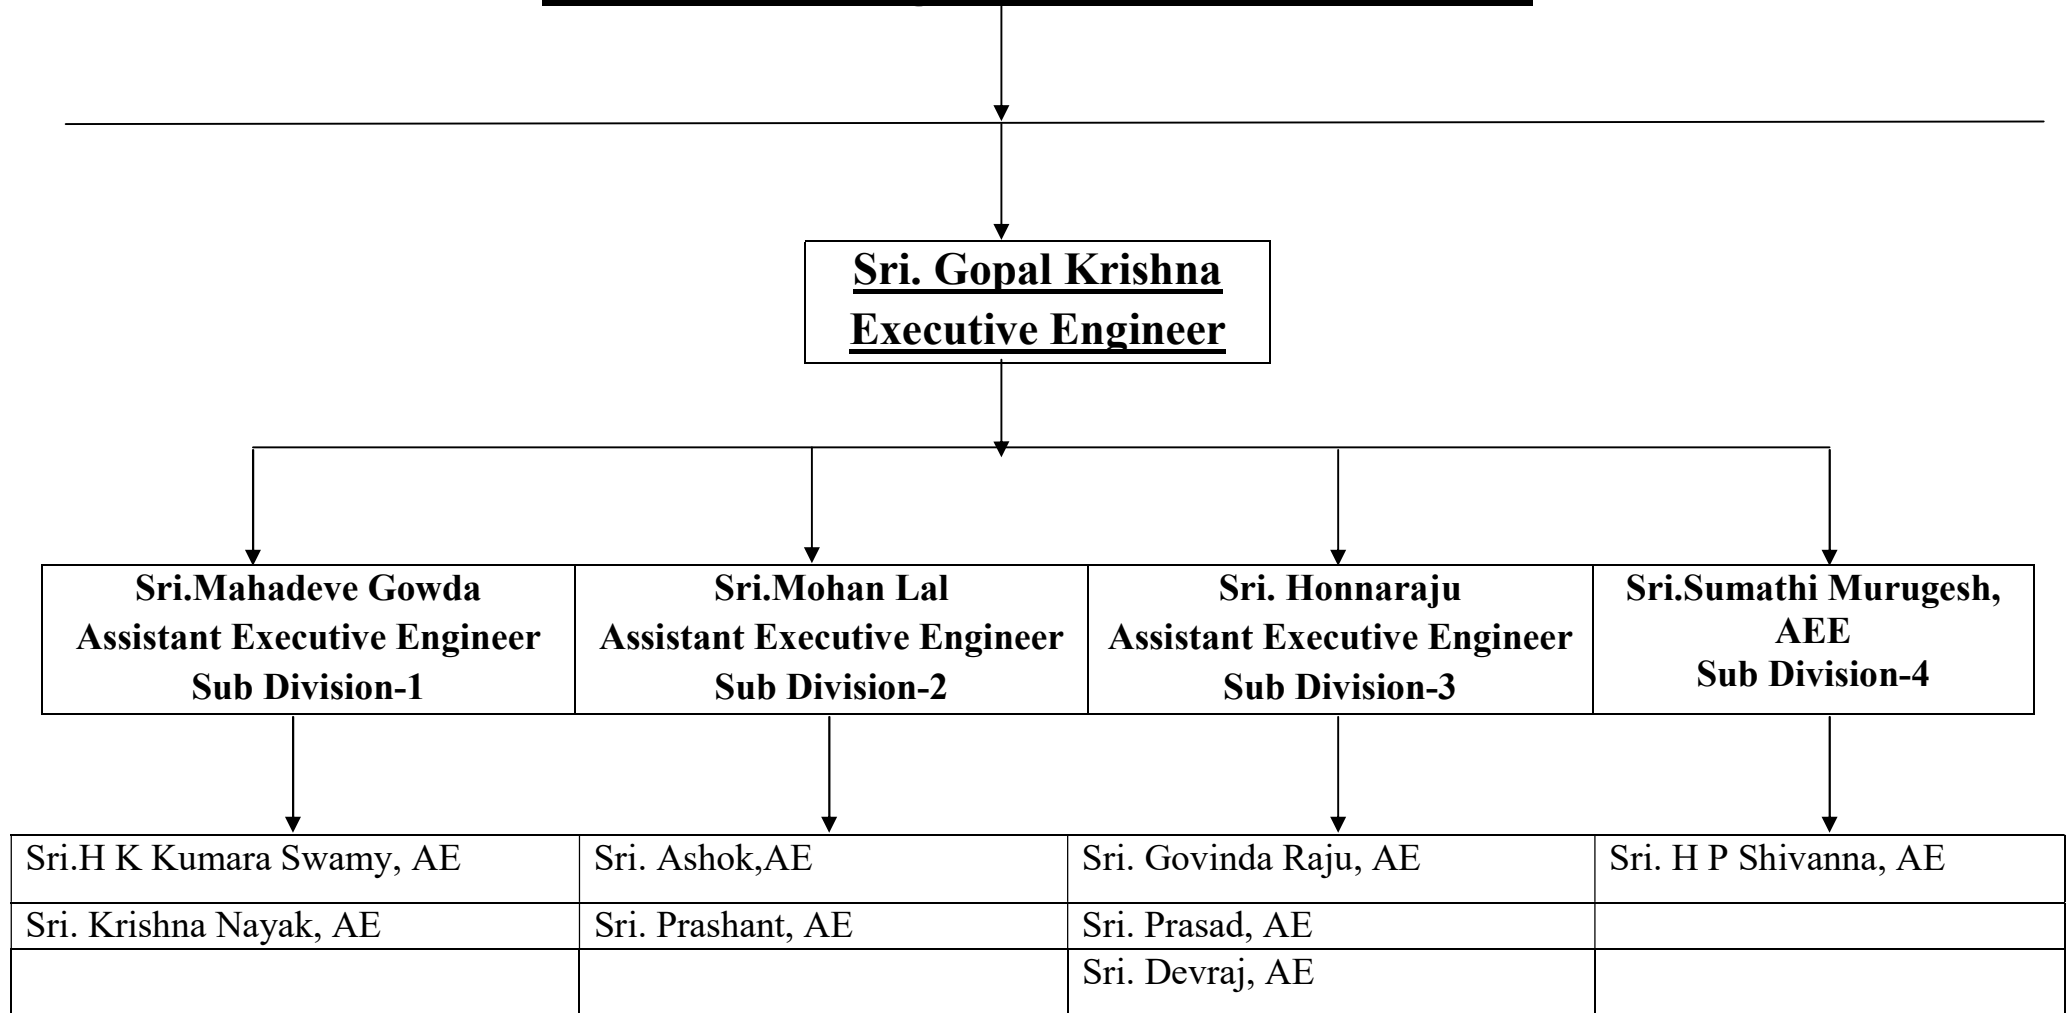 Sri. Gopal Krishna
Executive Engineer
Sri.Mahadeve Gowda
Assistant Executive Engineer
Sub Division-1
Sri.Mohan Lal
Assistant Executive Engineer
Sub Division-2
Sri. Honnaraju
Assistant Executive Engineer
Sub Division-3
Sri.Sumathi Murugesh,
AEE
Sub Division-4
Sri.H K Kumara Swamy, AE
Sri. Ashok,AE
Sri. Govinda Raju, AE
Sri. H P Shivanna, AE
Sri. Krishna Nayak, AE
Sri. Prashant, AE
Sri. Prasad, AE
Sri. Devraj, AE